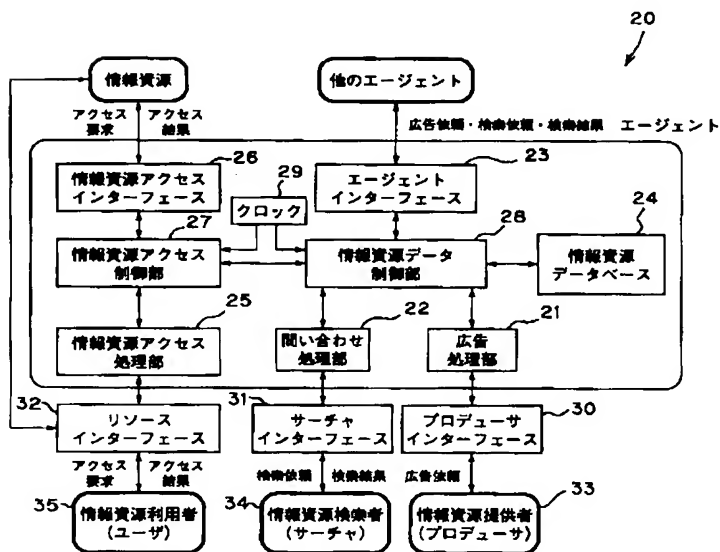 20
情報資源
他のエージェント
アクセス要求
アクセス結果
広告依頼・検索依頼・検索結果
エージェント
26
情報資源アクセス
インターフェース
29
クロック
23
エージェント
インターフェース
24
情報資源
データベース
27
情報資源アクセス
制御部
28
情報資源データ
制御部
25
情報資源アクセス
処理部
22
問い合わせ
処理部
21
広告
処理部
32
リソース
インターフェース
31
サーチャ
インターフェース
30
プロデューサ
インターフェース
アクセス要求
アクセス結果
検索依頼
検索結果
広告依頼
35
情報資源利用者
(ユーザ)
34
情報資源検索者
(サーチャ)
33
情報資源提供者
(プロデューサ)